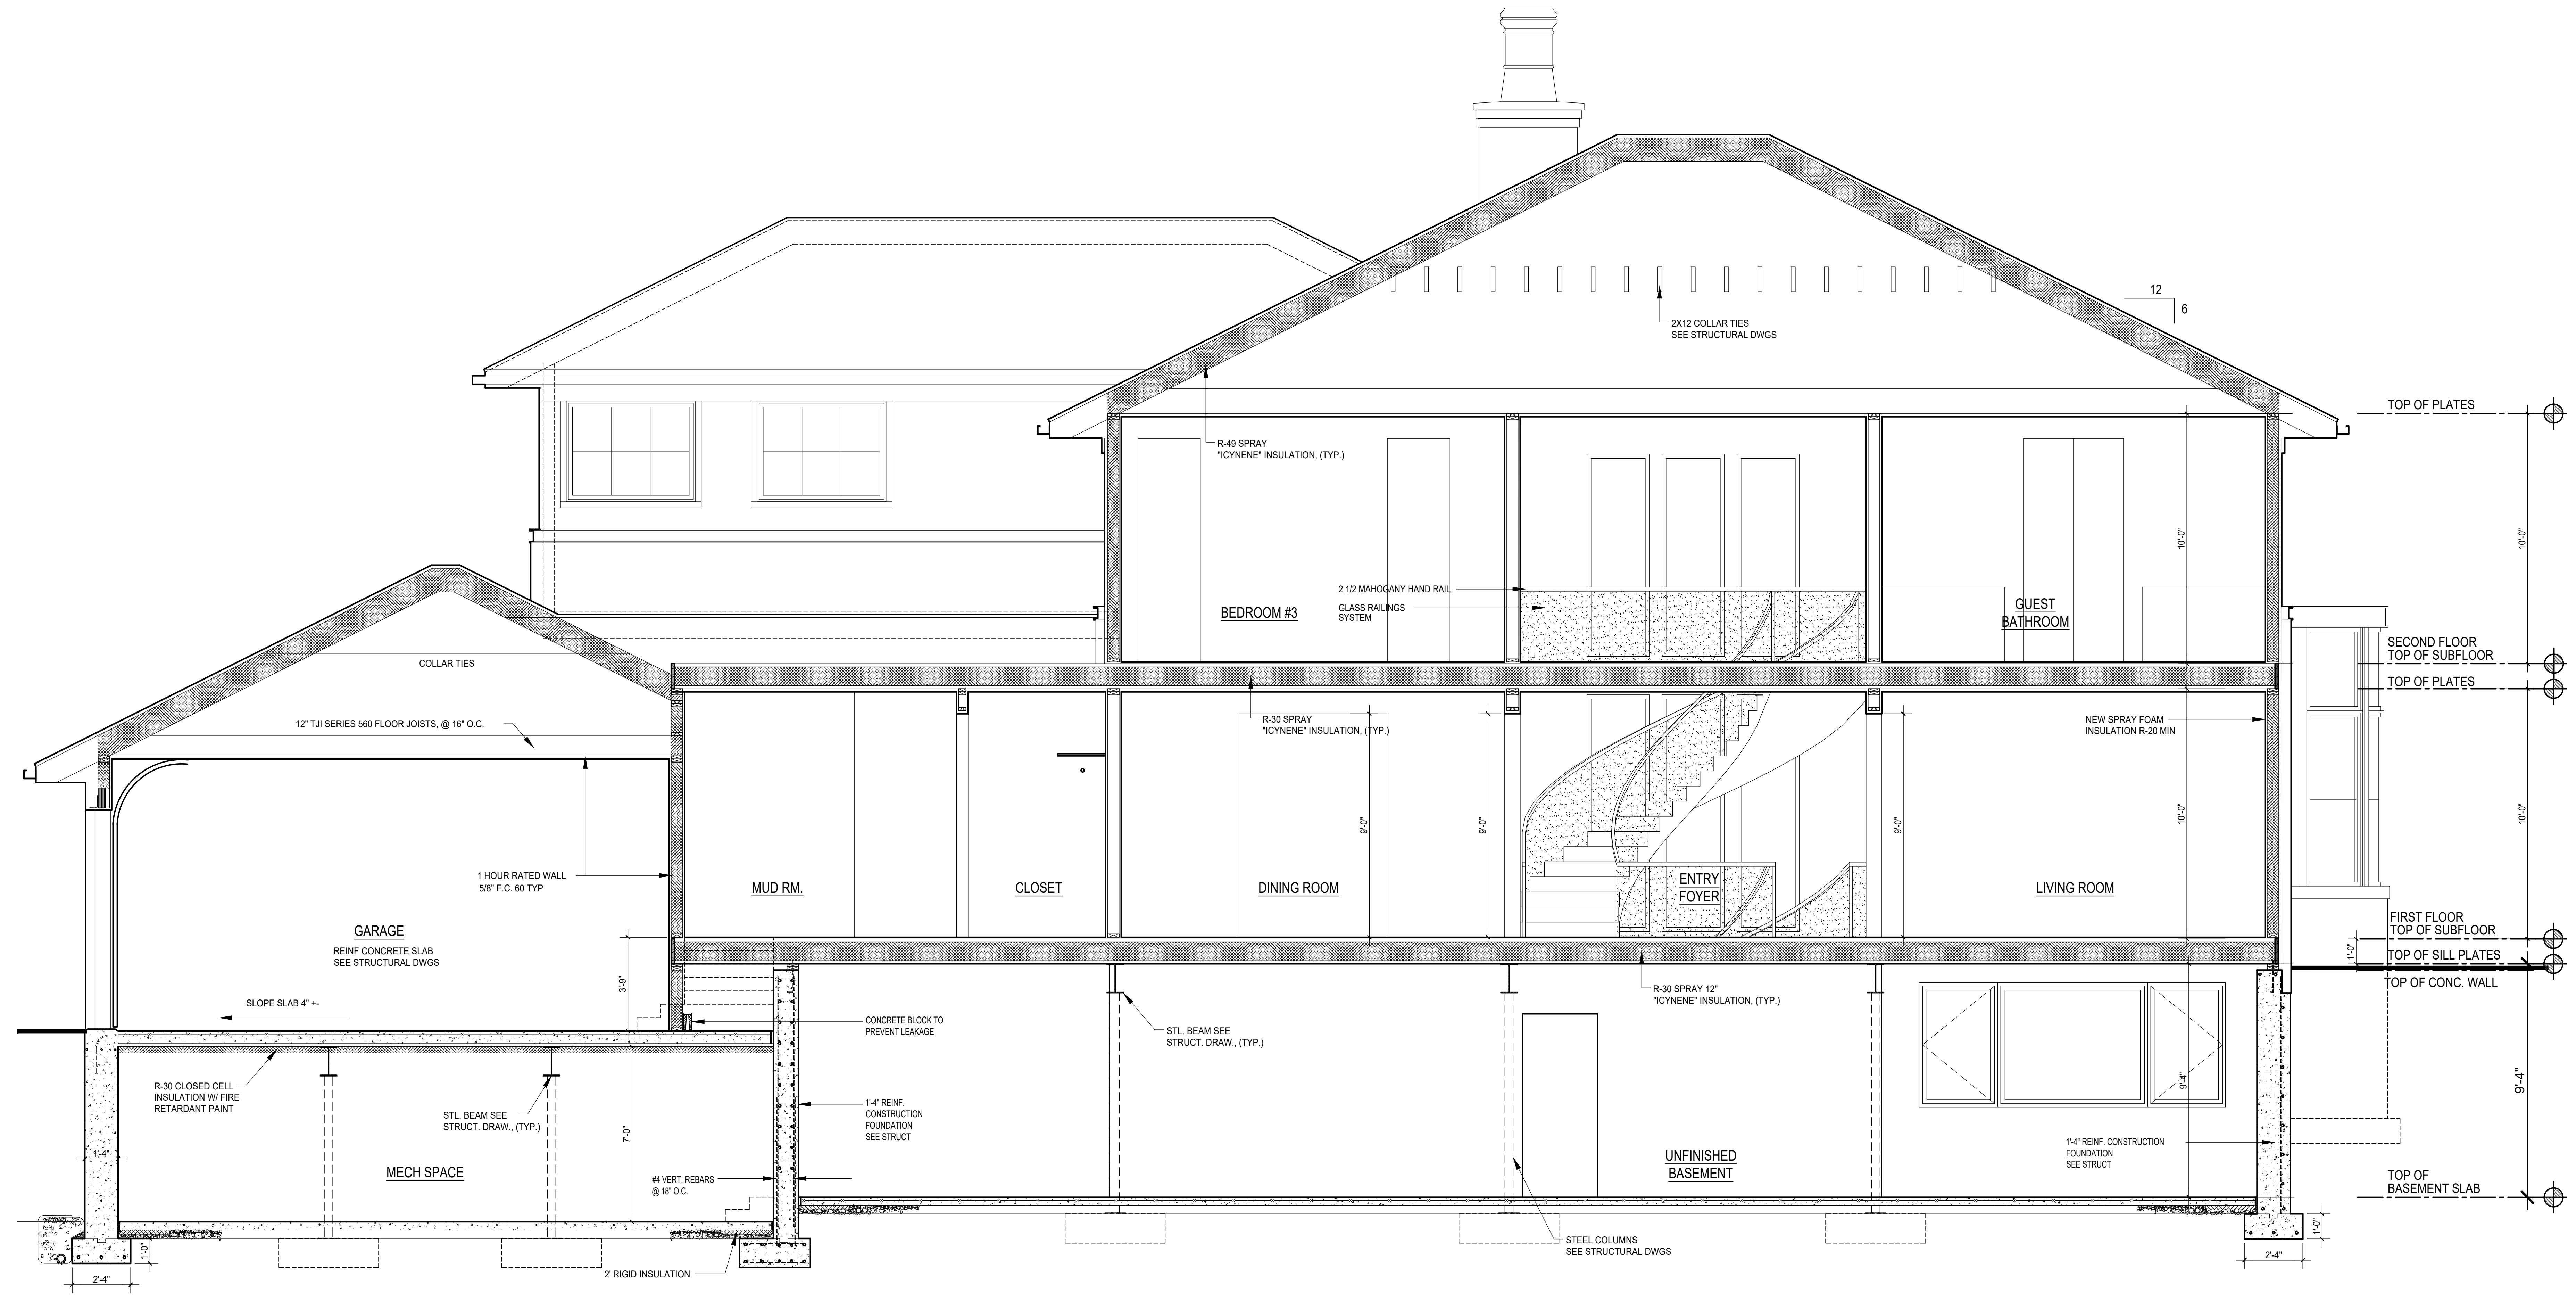 12
6
2X12 COLLAR TIES
SEE STRUCTURAL DWGS
TOP OF PLATES
R-49 SPRAY
"ICYNENE" INSULATION, (TYP.)
10'-0"
10'-0"
2 1/2 MAHOGANY HAND RAIL
GLASS RAILINGS
SYSTEM
BEDROOM #3
GUEST
BATHROOM
SECOND FLOOR
TOP OF SUBFLOOR
TOP OF PLATES
COLLAR TIES
12" TJI SERIES 560 FLOOR JOISTS, @ 16" O.C.
R-30 SPRAY
"ICYNENE" INSULATION, (TYP.)
NEW SPRAY FOAM
INSULATION R-20 MIN
9'-0"
9'-0"
9'-0"
10'-0"
10'-0"
1 HOUR RATED WALL
5/8" F.C. 60 TYP
MUD RM.
CLOSET
DINING ROOM
ENTRY
FOYER
LIVING ROOM
GARAGE
REINF CONCRETE SLAB
SEE STRUCTURAL DWGS
FIRST FLOOR
TOP OF SUBFLOOR
1'-0"
TOP OF SILL PLATES
TOP OF CONC. WALL
3'-9"
SLOPE SLAB 4" +-
R-30 SPRAY 12"
"ICYNENE" INSULATION, (TYP.)
CONCRETE BLOCK TO
PREVENT LEAKAGE
STL. BEAM SEE
STRUCT. DRAW., (TYP.)
R-30 CLOSED CELL
INSULATION W/ FIRE
RETARDANT PAINT
STL. BEAM SEE
STRUCT. DRAW., (TYP.)
7'-0"
1'-4" REINF.
CONSTRUCTION
FOUNDATION
SEE STRUCT
9'-4"
9'-4"
1'-4"
MECH SPACE
#4 VERT. REBARS
@ 18" O.C.
UNFINISHED
BASEMENT
1'-4" REINF. CONSTRUCTION
FOUNDATION
SEE STRUCT
TOP OF
BASEMENT SLAB
1'-0"
2'-4"
2' RIGID INSULATION
STEEL COLUMNS
SEE STRUCTURAL DWGS
1'-0"
2'-4"